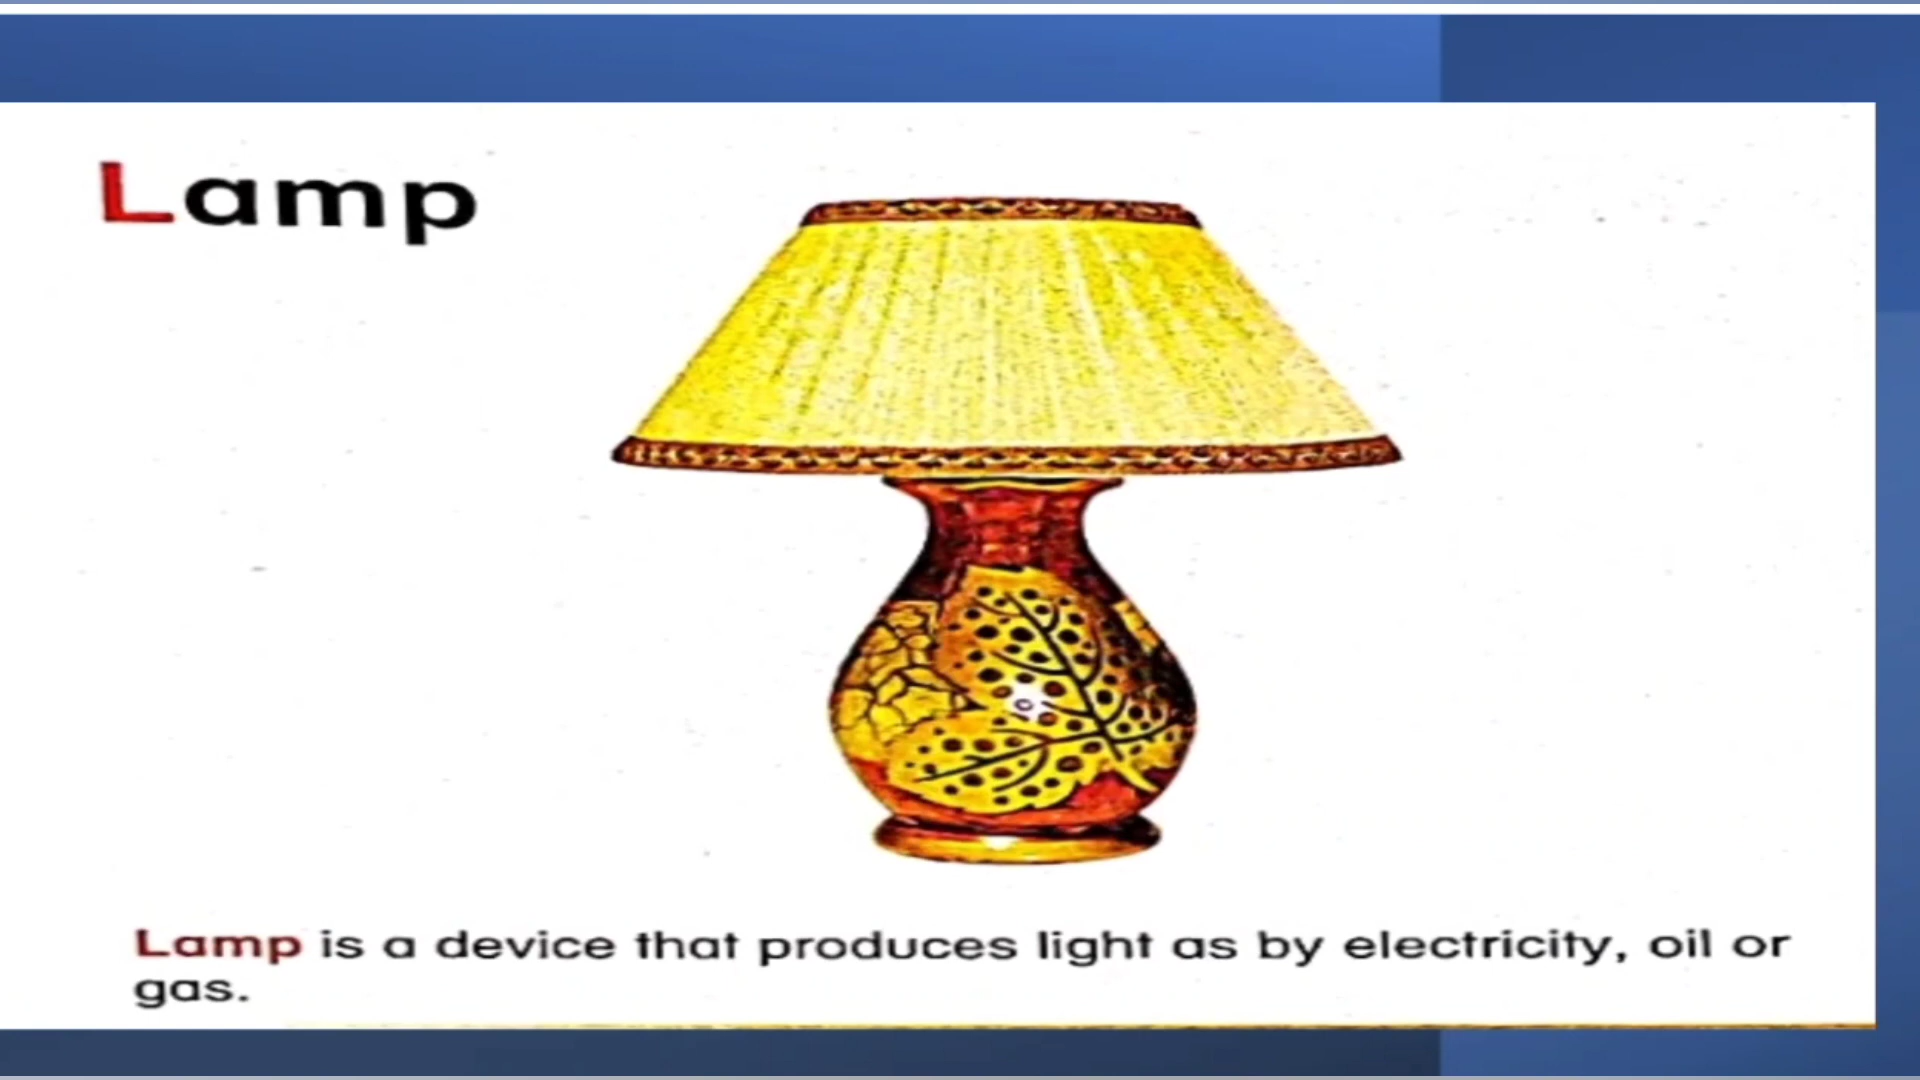 Lamp
Lamp is a device that produces light as by electricity, oil or
gas.